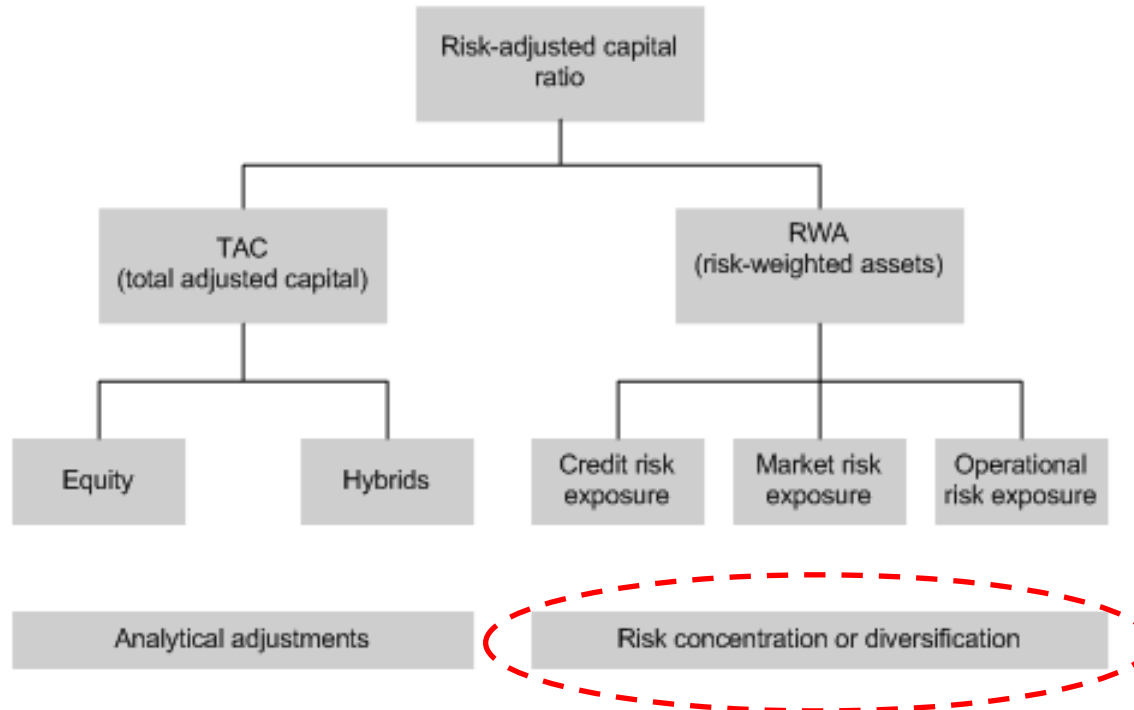 Risk-adjusted capital
ratio
TAC
(total adjusted capital)
RWA
(risk-weighted assets)
Equity
Hybrids
Credit risk
exposure
Market risk
exposure
Operational
risk exposure
Analytical adjustments
Risk concentration or diversification